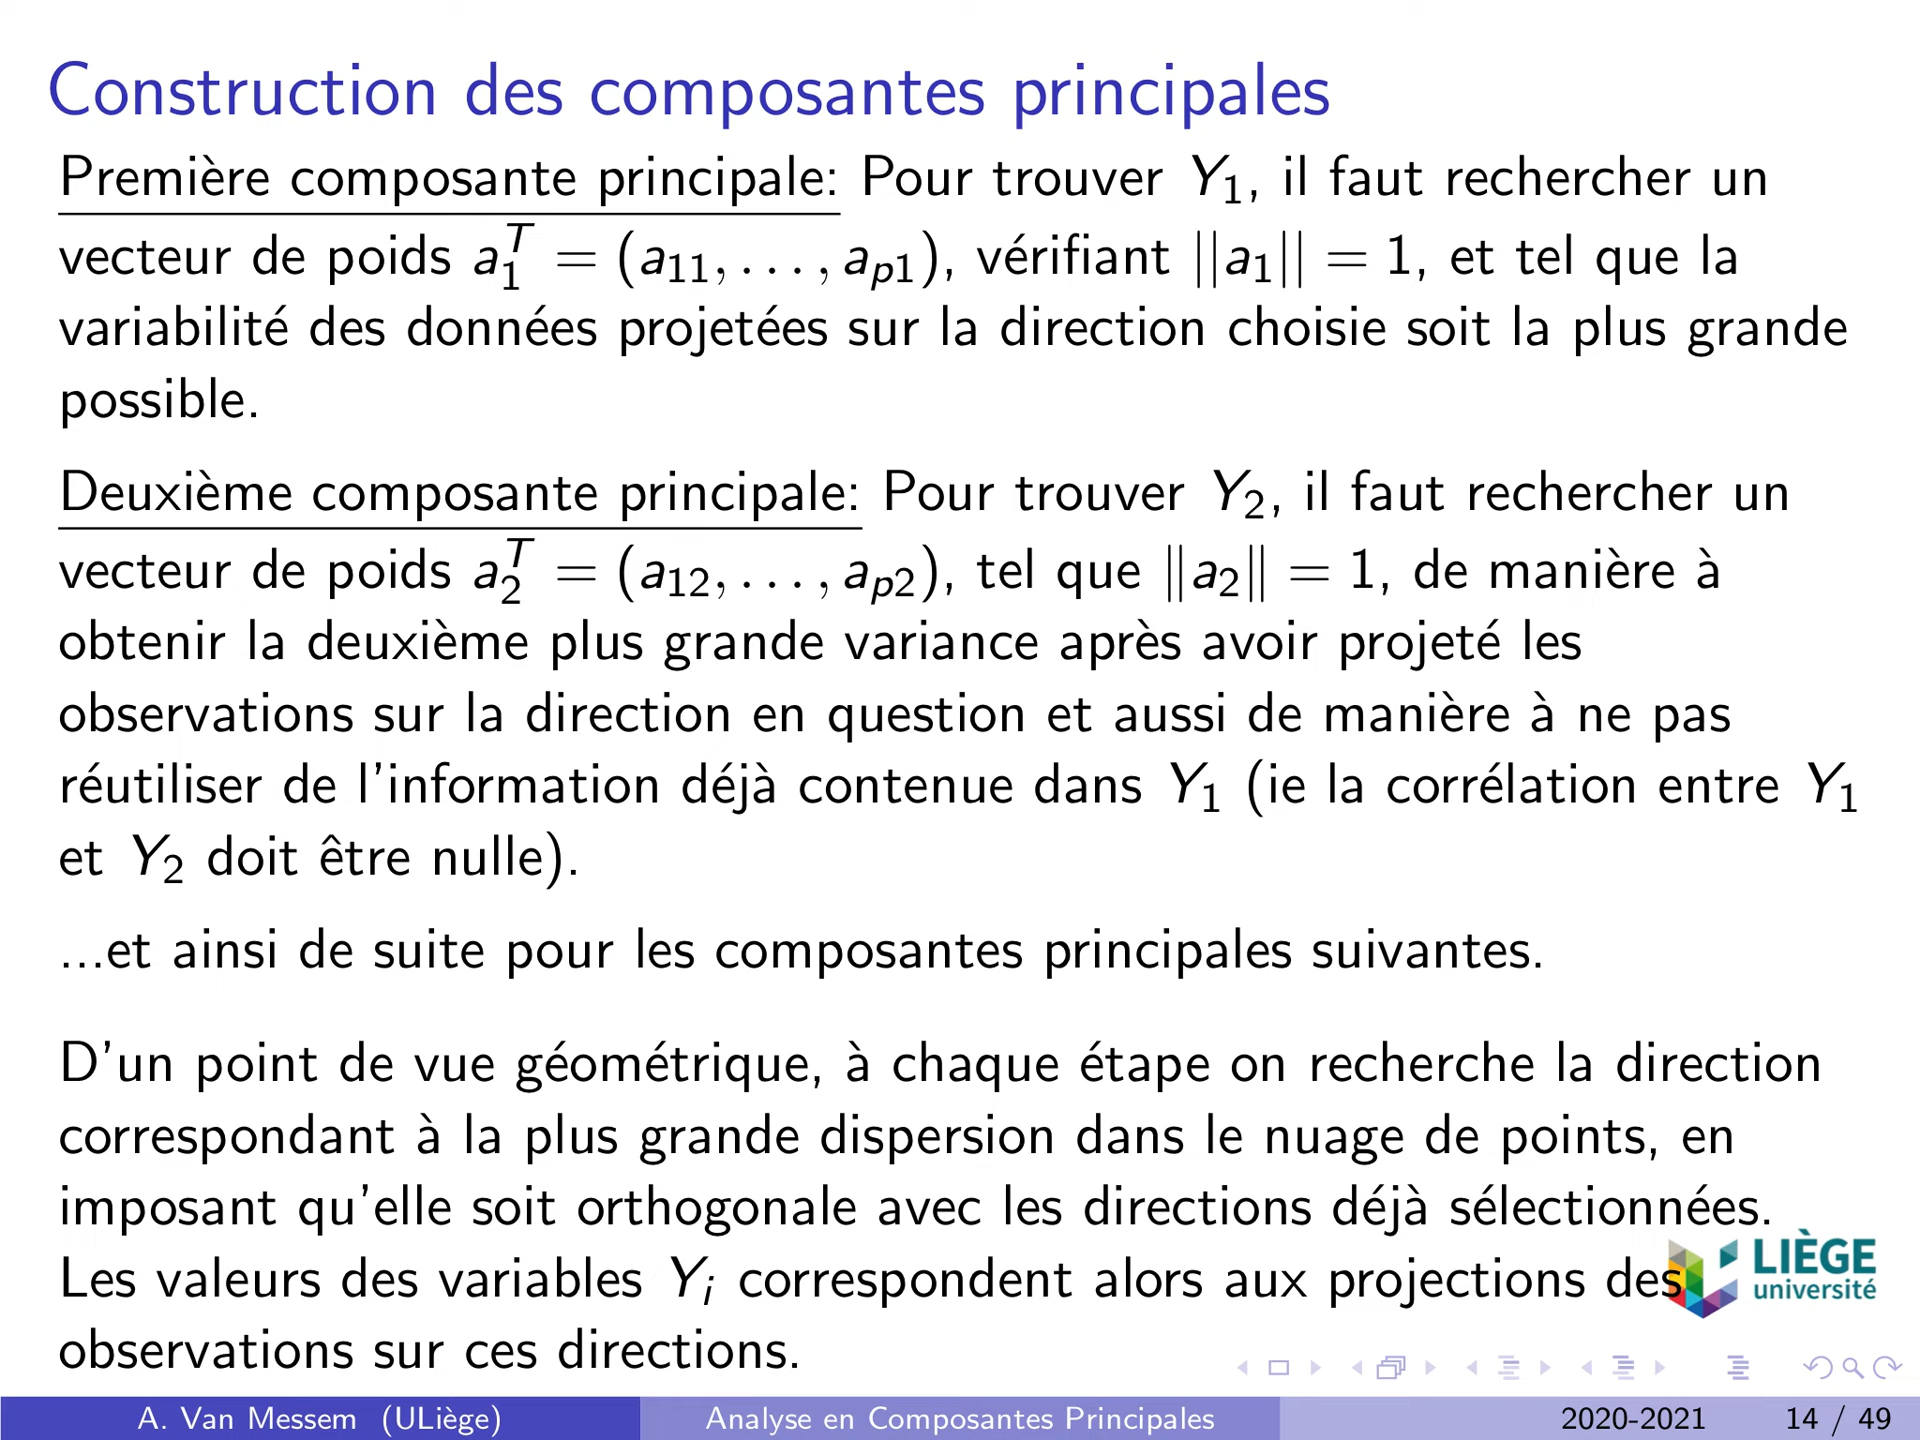 Construction des composantes principales
Première composante principale: Pour trouver Y₁, il faut rechercher un
vecteur de poids a₁ᵀ = (a₁₁, . . . , aₚ₁), vérifiant ||a₁|| = 1, et tel que la
variabilité des données projetées sur la direction choisie soit la plus grande
possible.
Deuxième composante principale: Pour trouver Y₂, il faut rechercher un
vecteur de poids a₂ᵀ = (a₁₂, . . . , aₚ₂), tel que ‖a₂‖ = 1, de manière à
obtenir la deuxième plus grande variance après avoir projeté les
observations sur la direction en question et aussi de manière à ne pas
réutiliser de l'information déjà contenue dans Y₁ (ie la corrélation entre Y₁
et Y₂ doit être nulle).
...et ainsi de suite pour les composantes principales suivantes.
D'un point de vue géométrique, à chaque étape on recherche la direction
correspondant à la plus grande dispersion dans le nuage de points, en
imposant qu'elle soit orthogonale avec les directions déjà sélectionnées.
Les valeurs des variables Yᵢ correspondent alors aux projections des
observations sur ces directions.
LIÈGE
université
A. Van Messem (ULiège)
Analyse en Composantes Principales
2020-2021
14 / 49